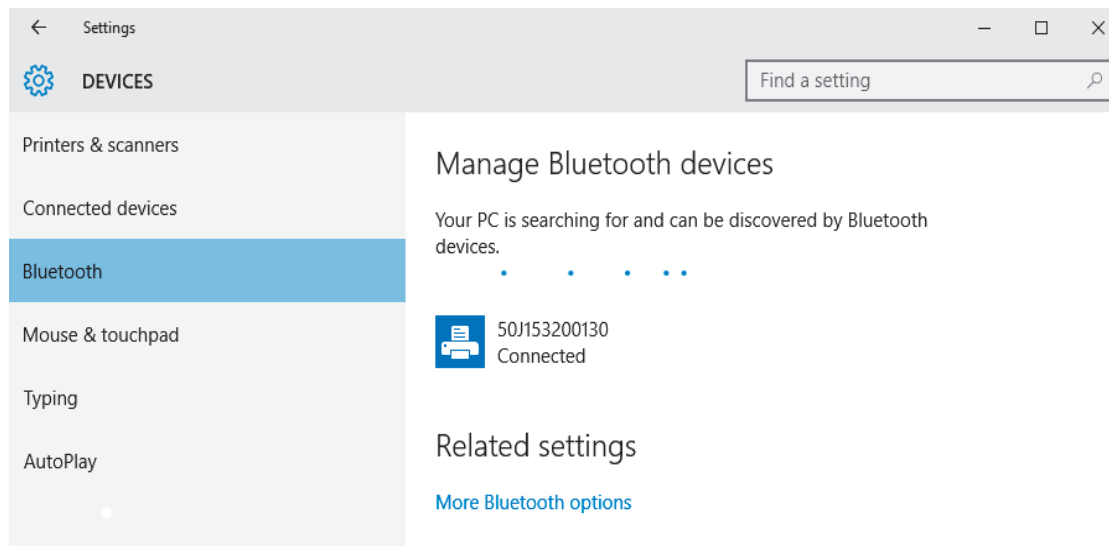 Settings
DEVICES
Find a setting
Printers & scanners
Connected devices
Bluetooth
Mouse & touchpad
Typing
AutoPlay
Manage Bluetooth devices
Your PC is searching for and can be discovered by Bluetooth
devices.
50J153200130
Connected
Related settings
More Bluetooth options